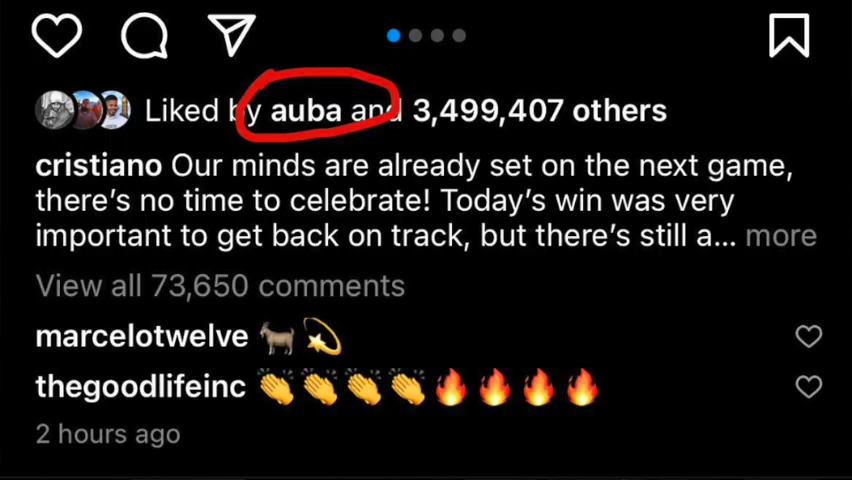 Liked by auba and 3,499,407 others
cristiano Our minds are already set on the next game,
there's no time to celebrate! Today's win was very
important to get back on track, but there's still a... more
View all 73,650 comments
marcelotwelve 🐐💫
thegoodlifeinc 👏👏👏👏🔥🔥🔥🔥
2 hours ago